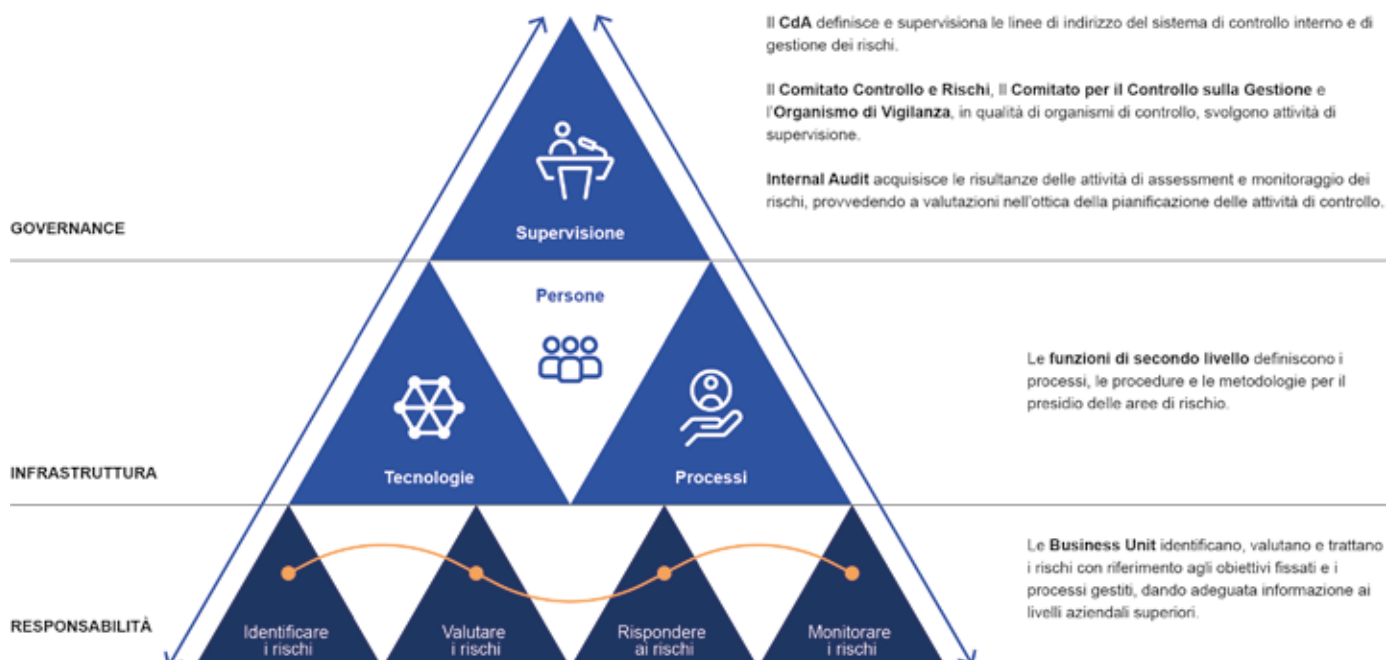 Il CdA definisce e supervisiona le linee di indirizzo del sistema di controllo interno e di
gestione dei rischi.
Il Comitato Controllo e Rischi, Il Comitato per il Controllo sulla Gestione e
l'Organismo di Vigilanza, in qualità di organismi di controllo, svolgono attività di
supervisione.
Internal Audit acquisisce le risultanze delle attività di assessment e monitoraggio dei
rischi, provvedendo a valutazioni nell'ottica della pianificazione delle attività di controllo.
GOVERNANCE
Supervisione
Persone
Le funzioni di secondo livello definiscono i
processi, le procedure e le metodologie per il
presidio delle aree di rischio.
INFRASTRUTTURA
Tecnologie
Processi
Le Business Unit identificano, valutano e trattano
i rischi con riferimento agli obiettivi fissati e i
processi gestiti, dando adeguata informazione ai
livelli aziendali superiori.
RESPONSABILITÀ
Identificare
i rischi
Valutare
i rischi
Rispondere
ai rischi
Monitorare
i rischi